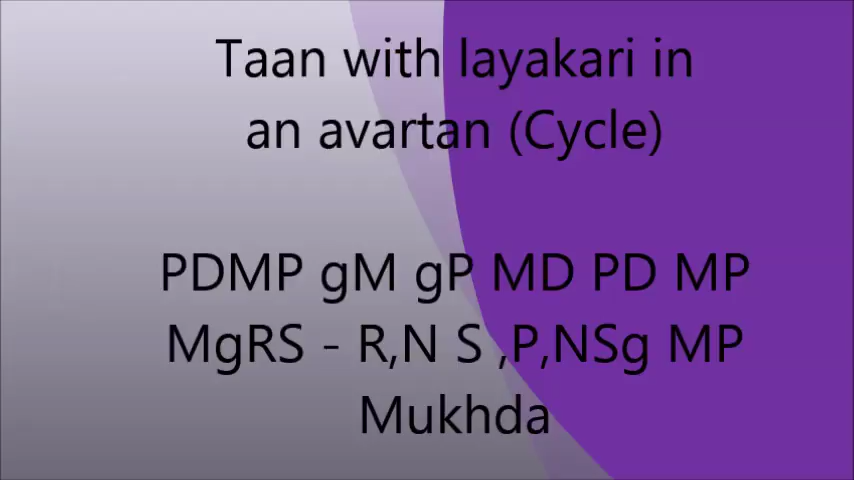 Taan with layakari in
an avartan (Cycle)
PDMP gM gP MD PD MP
MgRS - R,N S ,P,NSg MP
Mukhda